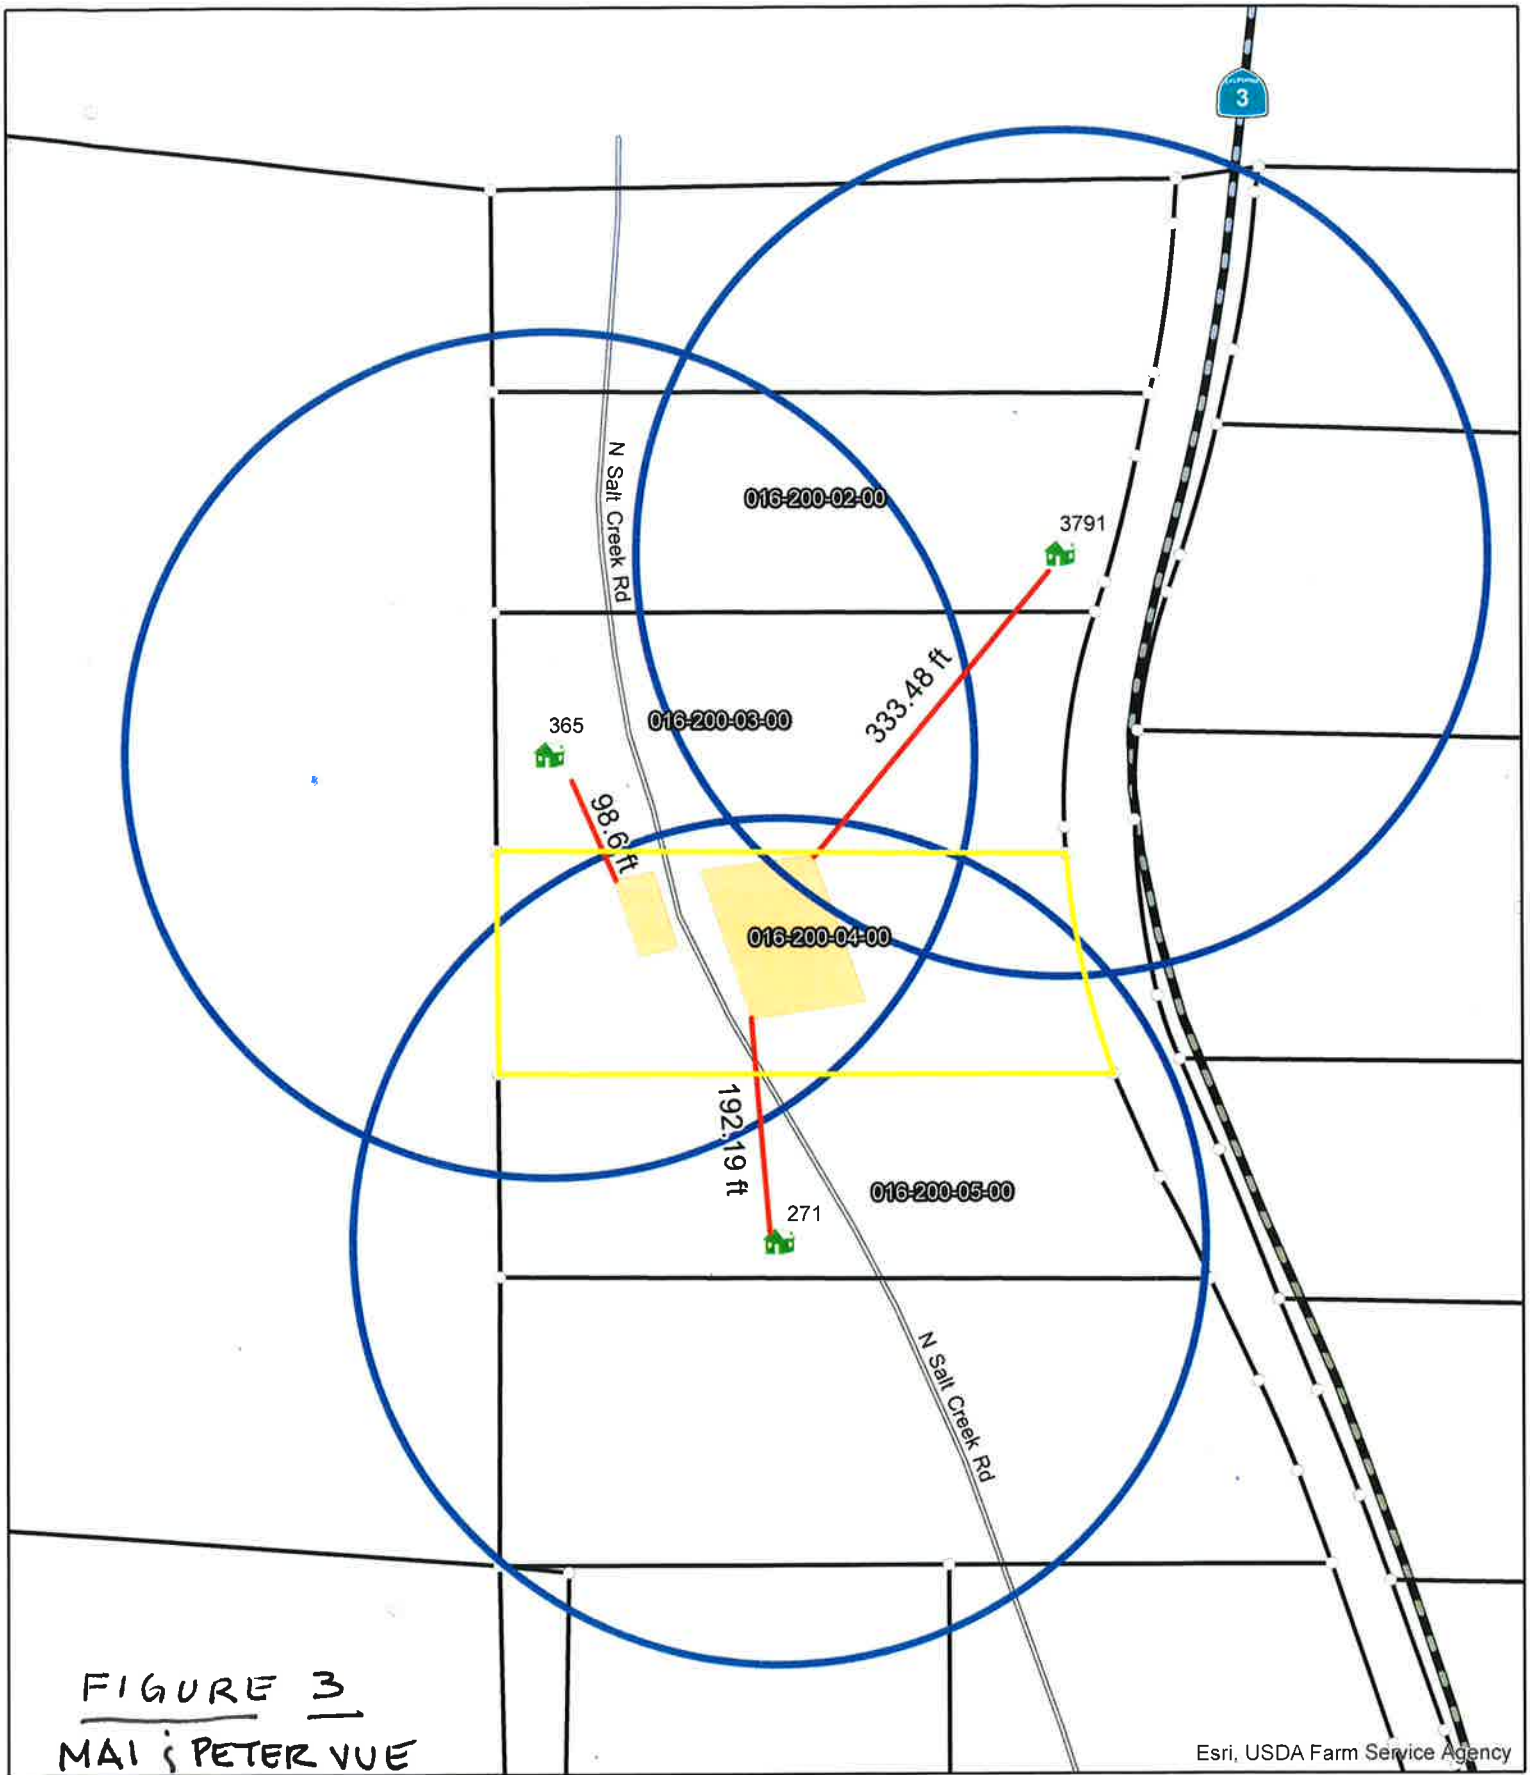 CALIFORNIA
3
N Salt Creek Rd
016-200-02-00
3791
333.48 ft
365
016-200-03-00
98.6 ft
016-200-04-00
192.19 ft
016-200-05-00
271
N Salt Creek Rd
FIGURE 3
MAI & PETER VUE
Esri, USDA Farm Service Agency